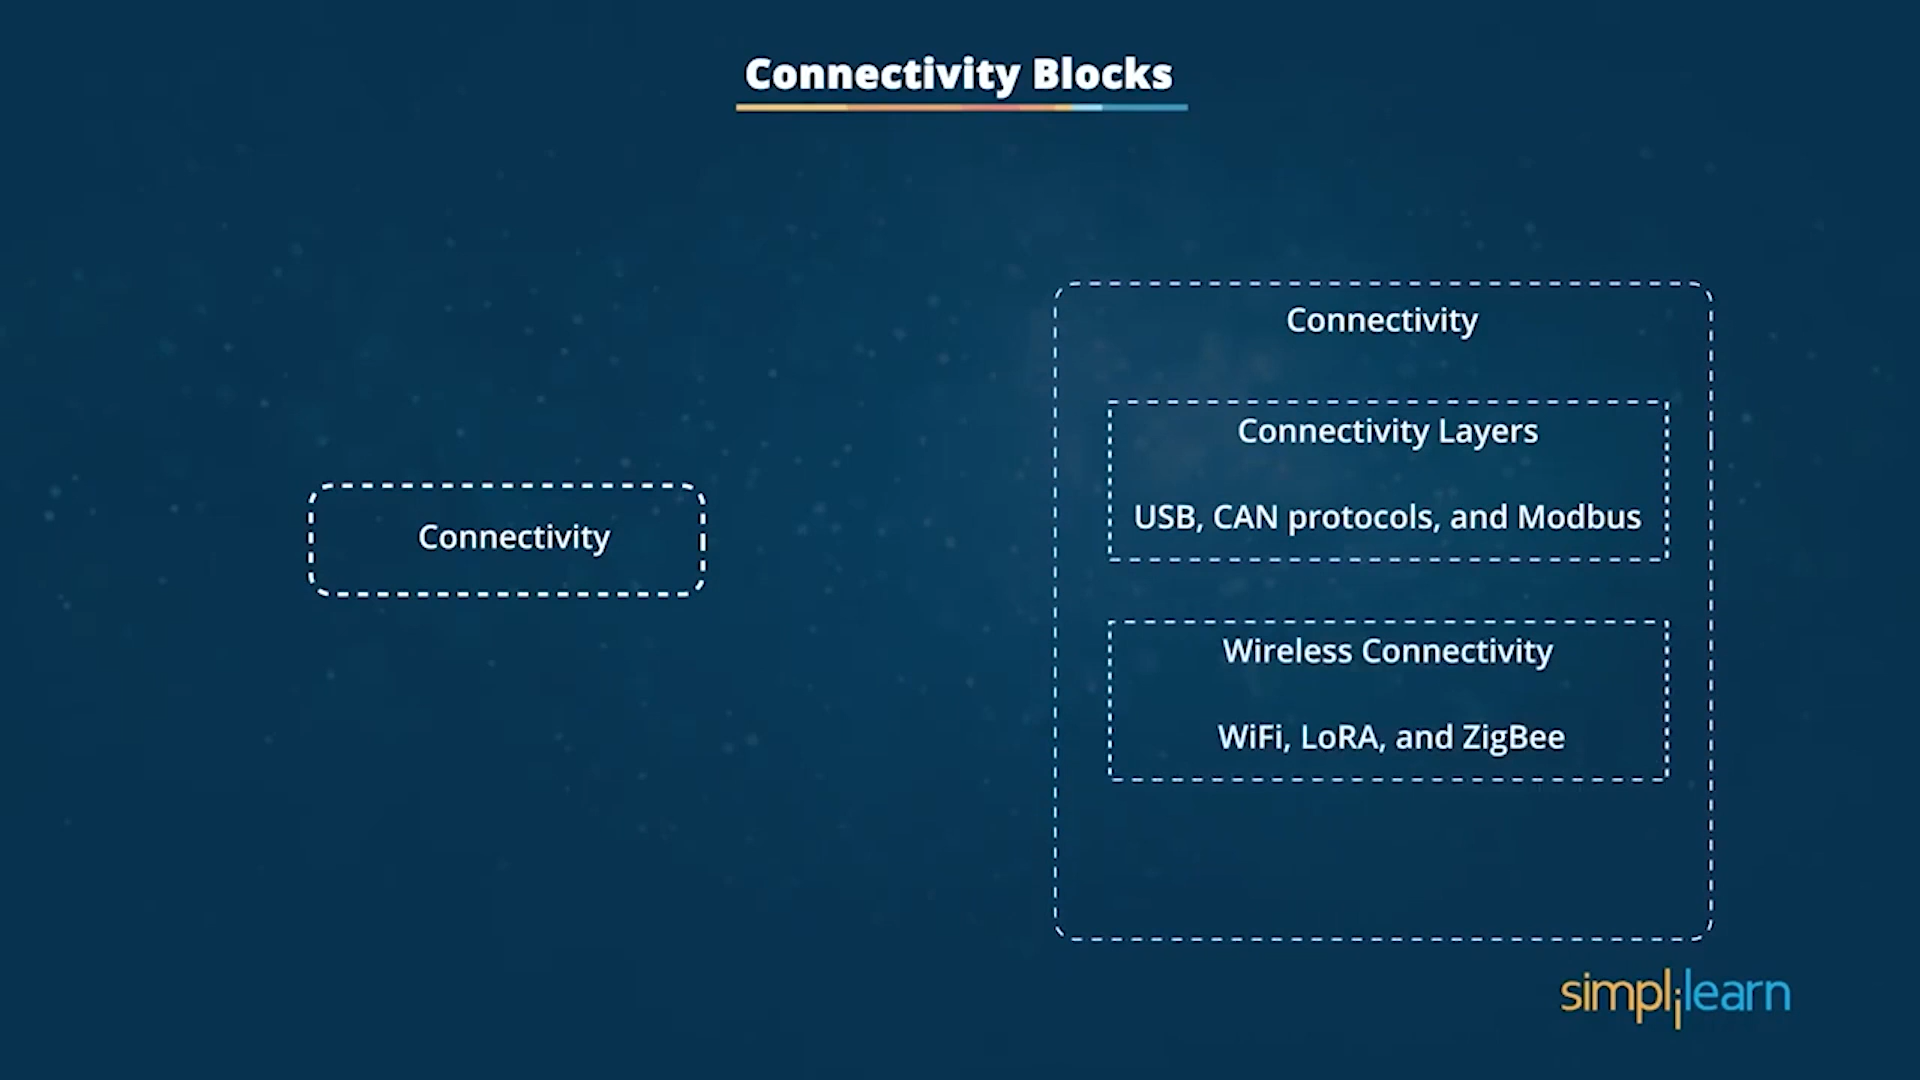 Connectivity Blocks
Connectivity
Connectivity
Connectivity Layers
USB, CAN protocols, and Modbus
Wireless Connectivity
WiFi, LoRA, and ZigBee
simplilearn